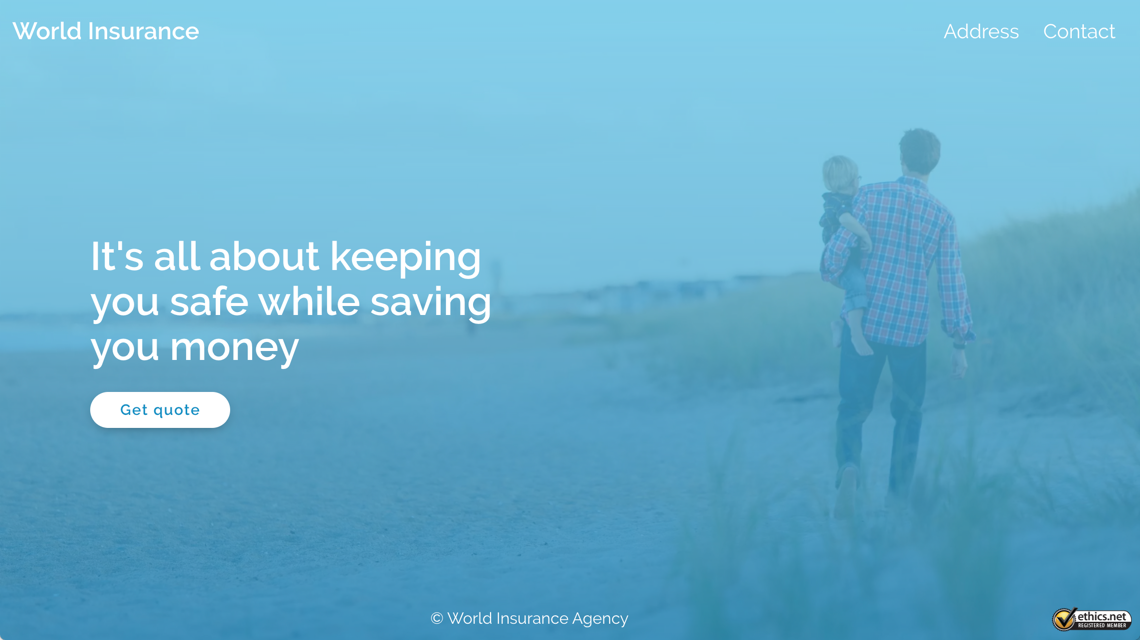 World Insurance
Address
Contact
It's all about keeping
you safe while saving
you money
Get quote
© World Insurance Agency
ethics.net
REGISTERED MEMBER